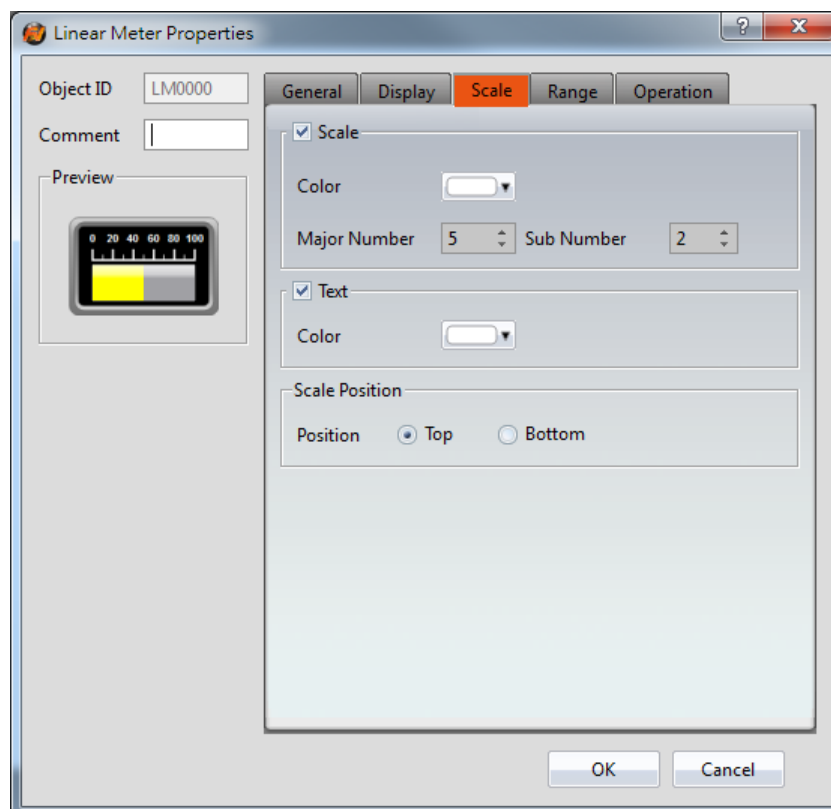 Linear Meter Properties
?
Object ID LM0000
Comment
Preview
0 20 40 60 80 100
General Display Scale Range Operation
Scale
Color
Major Number 5 Sub Number 2
Text
Color
Scale Position
Position Top Bottom
OK Cancel